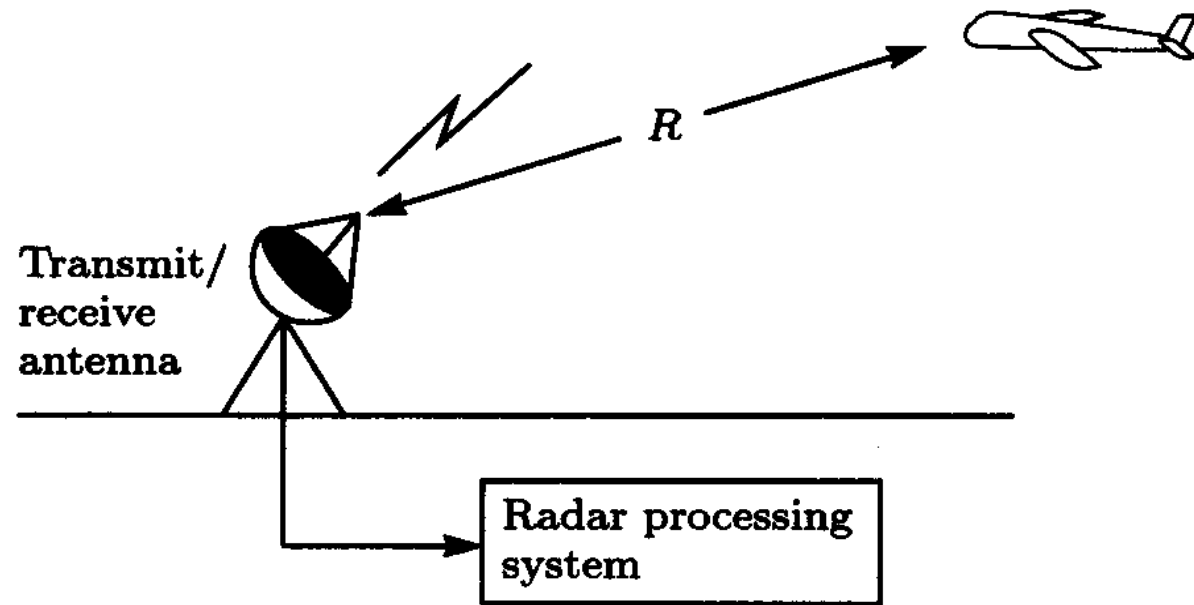 R
Transmit/
receive
antenna
Radar processing
system